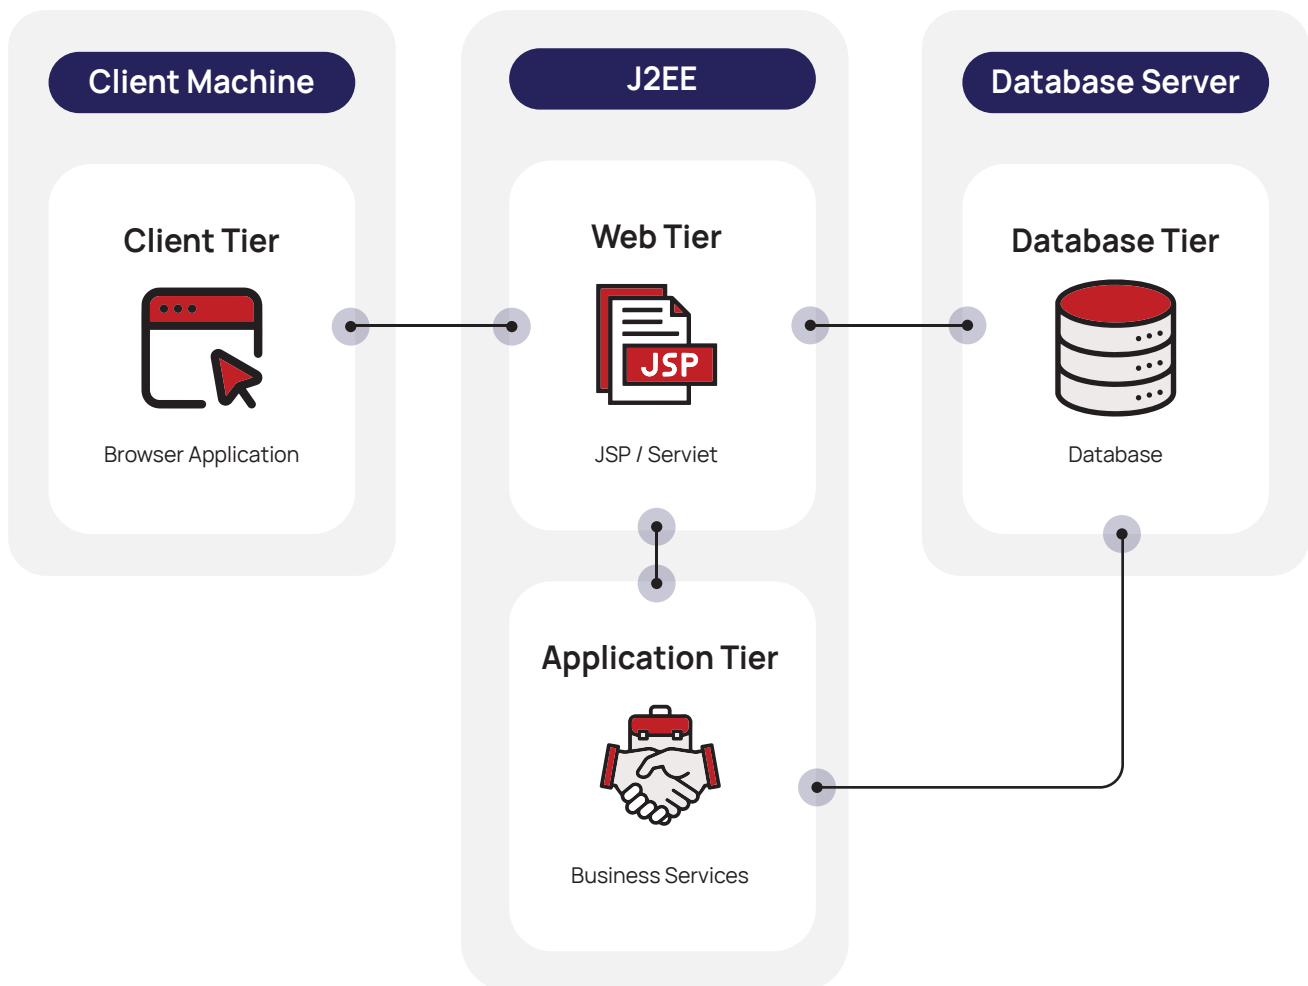 Client Machine
J2EE
Database Server
Client Tier
Web Tier
Database Tier
JSP
Browser Application
JSP / Serviet
Database
Application Tier
Business Services